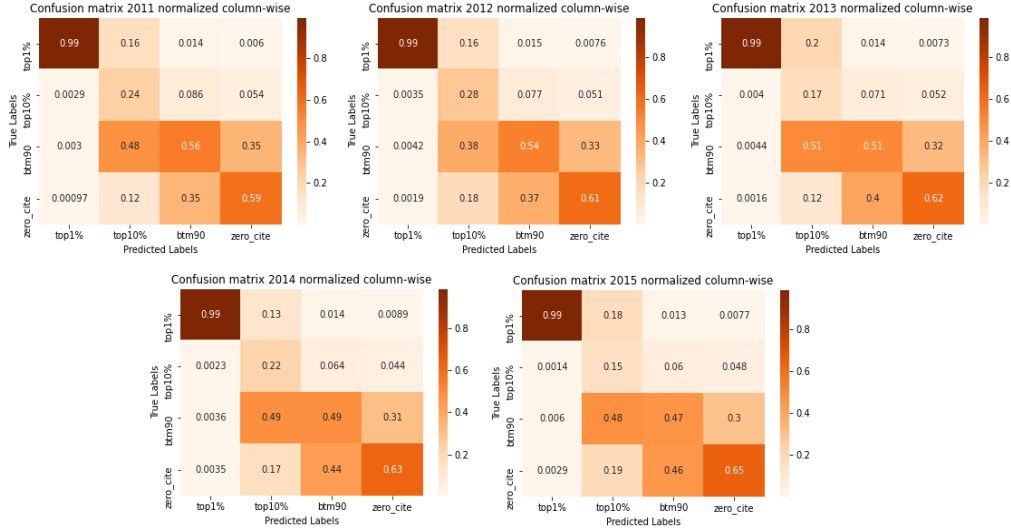 Confusion matrix 2011 normalized column-wise
True Labels
top1% 0.99 0.16 0.014 0.006
top10% 0.0029 0.24 0.086 0.054
btm90 0.003 0.48 0.56 0.35
zero_cite 0.00097 0.12 0.35 0.59
top1% top10% btm90 zero_cite
Predicted Labels
0.8
0.6
0.4
0.2
Confusion matrix 2012 normalized column-wise
True Labels
top1% 0.99 0.16 0.015 0.0076
top10% 0.0035 0.28 0.077 0.051
btm90 0.0042 0.38 0.54 0.33
zero_cite 0.0019 0.18 0.37 0.61
top1% top10% btm90 zero_cite
Predicted Labels
0.8
0.6
0.4
0.2
Confusion matrix 2013 normalized column-wise
True Labels
top1% 0.99 0.2 0.014 0.0073
top10% 0.004 0.17 0.071 0.052
btm90 0.0044 0.51 0.51 0.32
zero_cite 0.0016 0.12 0.4 0.62
top1% top10% btm90 zero_cite
Predicted Labels
0.8
0.6
0.4
0.2
Confusion matrix 2014 normalized column-wise
True Labels
top1% 0.99 0.13 0.014 0.0089
top10% 0.0023 0.22 0.064 0.044
btm90 0.0036 0.49 0.49 0.31
zero_cite 0.0035 0.17 0.44 0.63
top1% top10% btm90 zero_cite
Predicted Labels
0.8
0.6
0.4
0.2
Confusion matrix 2015 normalized column-wise
True Labels
top1% 0.99 0.18 0.013 0.0077
top10% 0.0014 0.15 0.06 0.048
btm90 0.006 0.48 0.47 0.3
zero_cite 0.0029 0.19 0.46 0.65
top1% top10% btm90 zero_cite
Predicted Labels
0.8
0.6
0.4
0.2